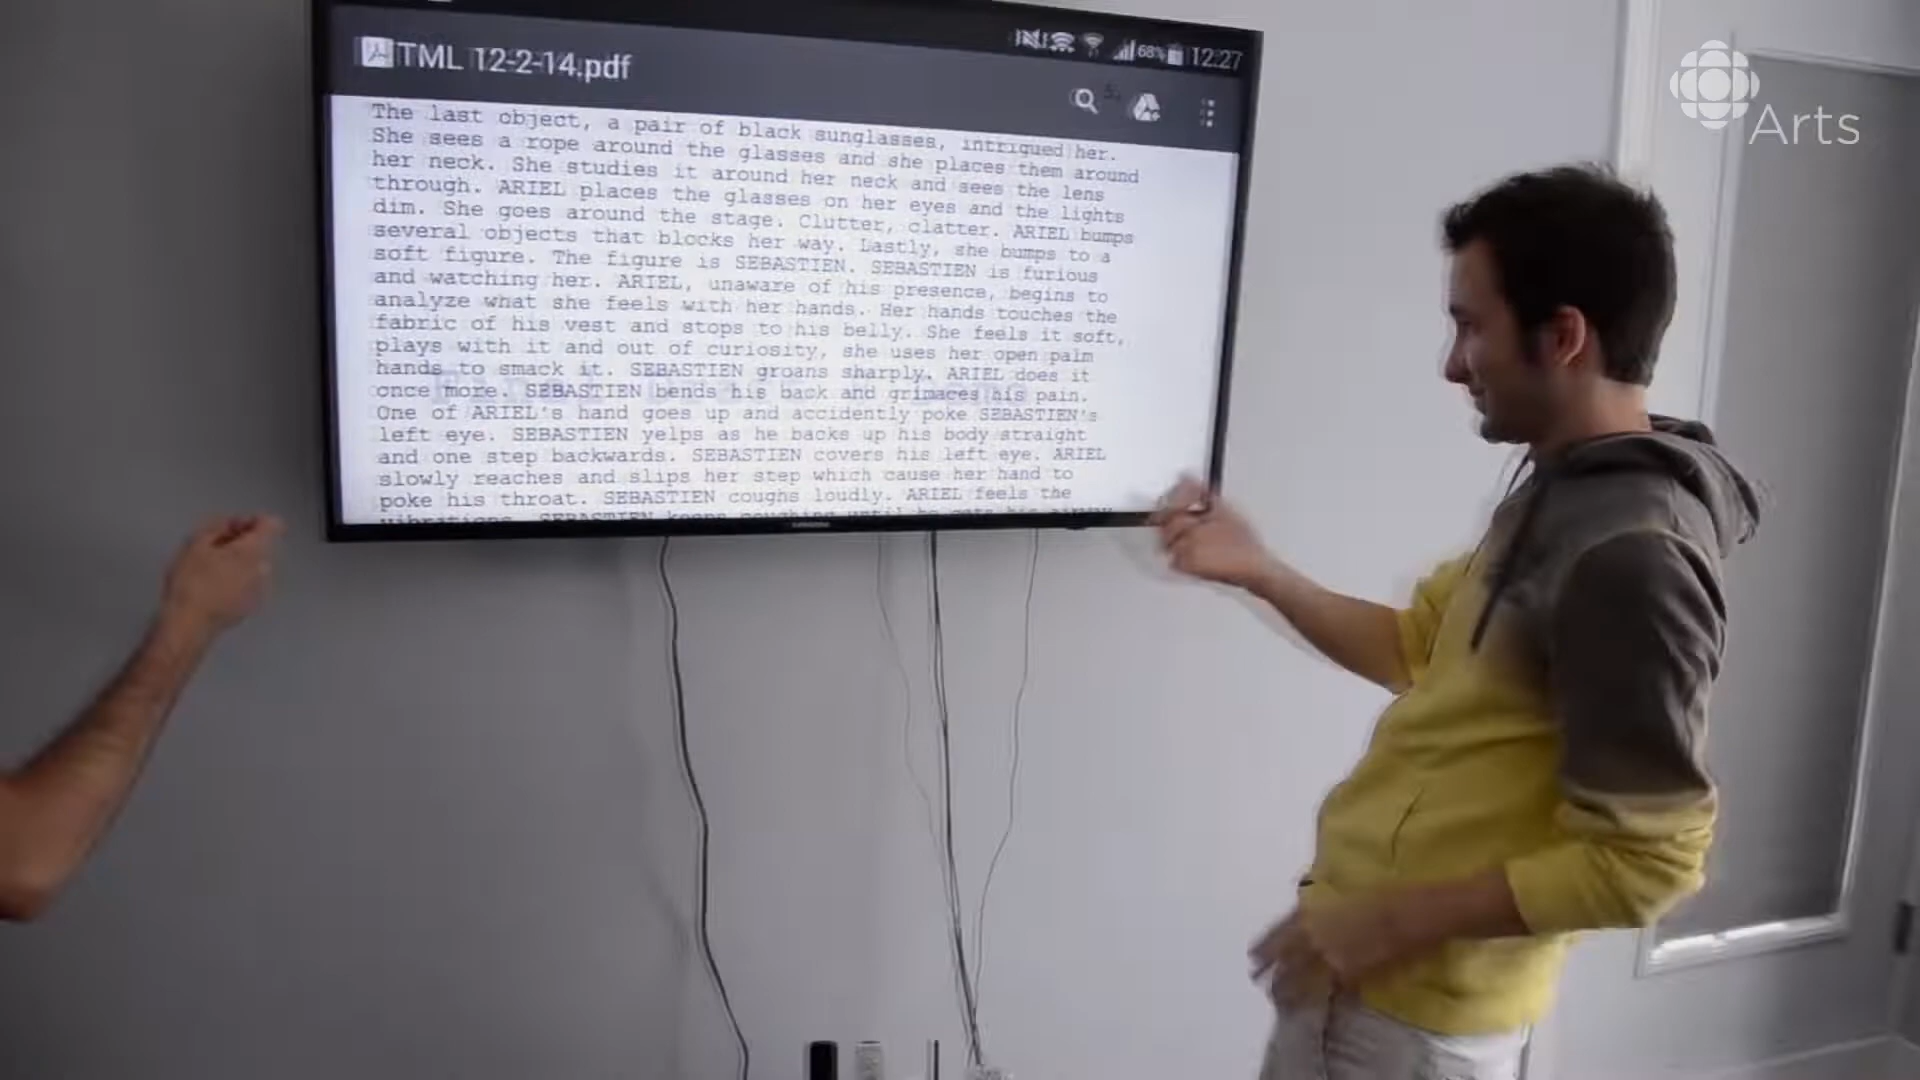 TML 12-2-14.pdf
68% 12:27
Arts
The last object, a pair of black sunglasses, intrigued her.
She sees a rope around the glasses and she places them around
her neck. She studies it around her neck and sees the lens
through. ARIEL places the glasses on her eyes and the lights
dim. She goes around the stage. Clutter, clatter. ARIEL bumps
several objects that blocks her way. Lastly, she bumps to a
soft figure. The figure is SEBASTIEN. SEBASTIEN is furious
and watching her. ARIEL, unaware of his presence, begins to
analyze what she feels with her hands. Her hands touches the
fabric of his vest and stops to his belly. She feels it soft,
plays with it and out of curiosity, she uses her open palm
hands to smack it. SEBASTIEN groans sharply. ARIEL does it
once more. SEBASTIEN bends his back and grimaces his pain.
One of ARIEL's hand goes up and accidently poke SEBASTIEN's
left eye. SEBASTIEN yelps as he backs up his body straight
and one step backwards. SEBASTIEN covers his left eye. ARIEL
slowly reaches and slips her step which cause her hand to
poke his throat. SEBASTIEN coughs loudly. ARIEL feels the